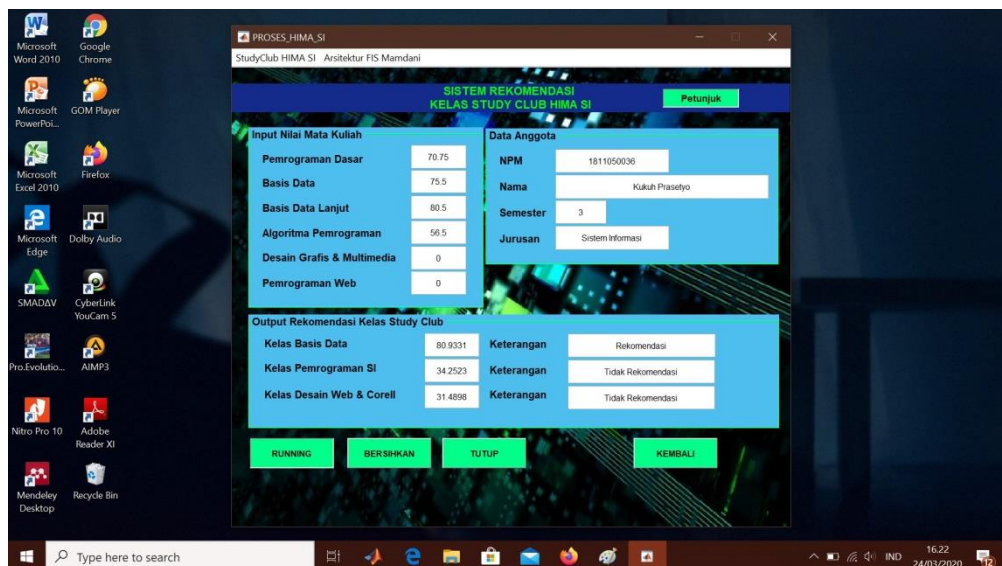 Microsoft
Word 2010
Google
Chrome
Microsoft
PowerPoi...
GOM Player
Microsoft
Excel 2010
Firefox
Microsoft
Edge
Dolby Audio
SMADΔV
CyberLink
YouCam 5
Pro.Evolutio...
AIMP3
Nitro Pro 10
Adobe
Reader XI
Mendeley
Desktop
Recycle Bin
PROSES_HIMA_SI
StudyClub HIMA SI Arsitektur FIS Mamdani
SISTEM REKOMENDASI
KELAS STUDY CLUB HIMA SI
Petunjuk
Input Nilai Mata Kuliah
Pemrograman Dasar 70.75
Basis Data 75.5
Basis Data Lanjut 80.5
Algoritma Pemrograman 56.5
Desain Grafis & Multimedia 0
Pemrograman Web 0
Data Anggota
NPM 1811050036
Nama Kukuh Prasetyo
Semester 3
Jurusan Sistem Informasi
Output Rekomendasi Kelas Study Club
Kelas Basis Data 80.9331 Keterangan Rekomendasi
Kelas Pemrograman SI 34.2523 Keterangan Tidak Rekomendasi
Kelas Desain Web & Corell 31.4898 Keterangan Tidak Rekomendasi
RUNNING BERSIHKAN TUTUP KEMBALI
Type here to search
IND
16.22
24/03/2020
12